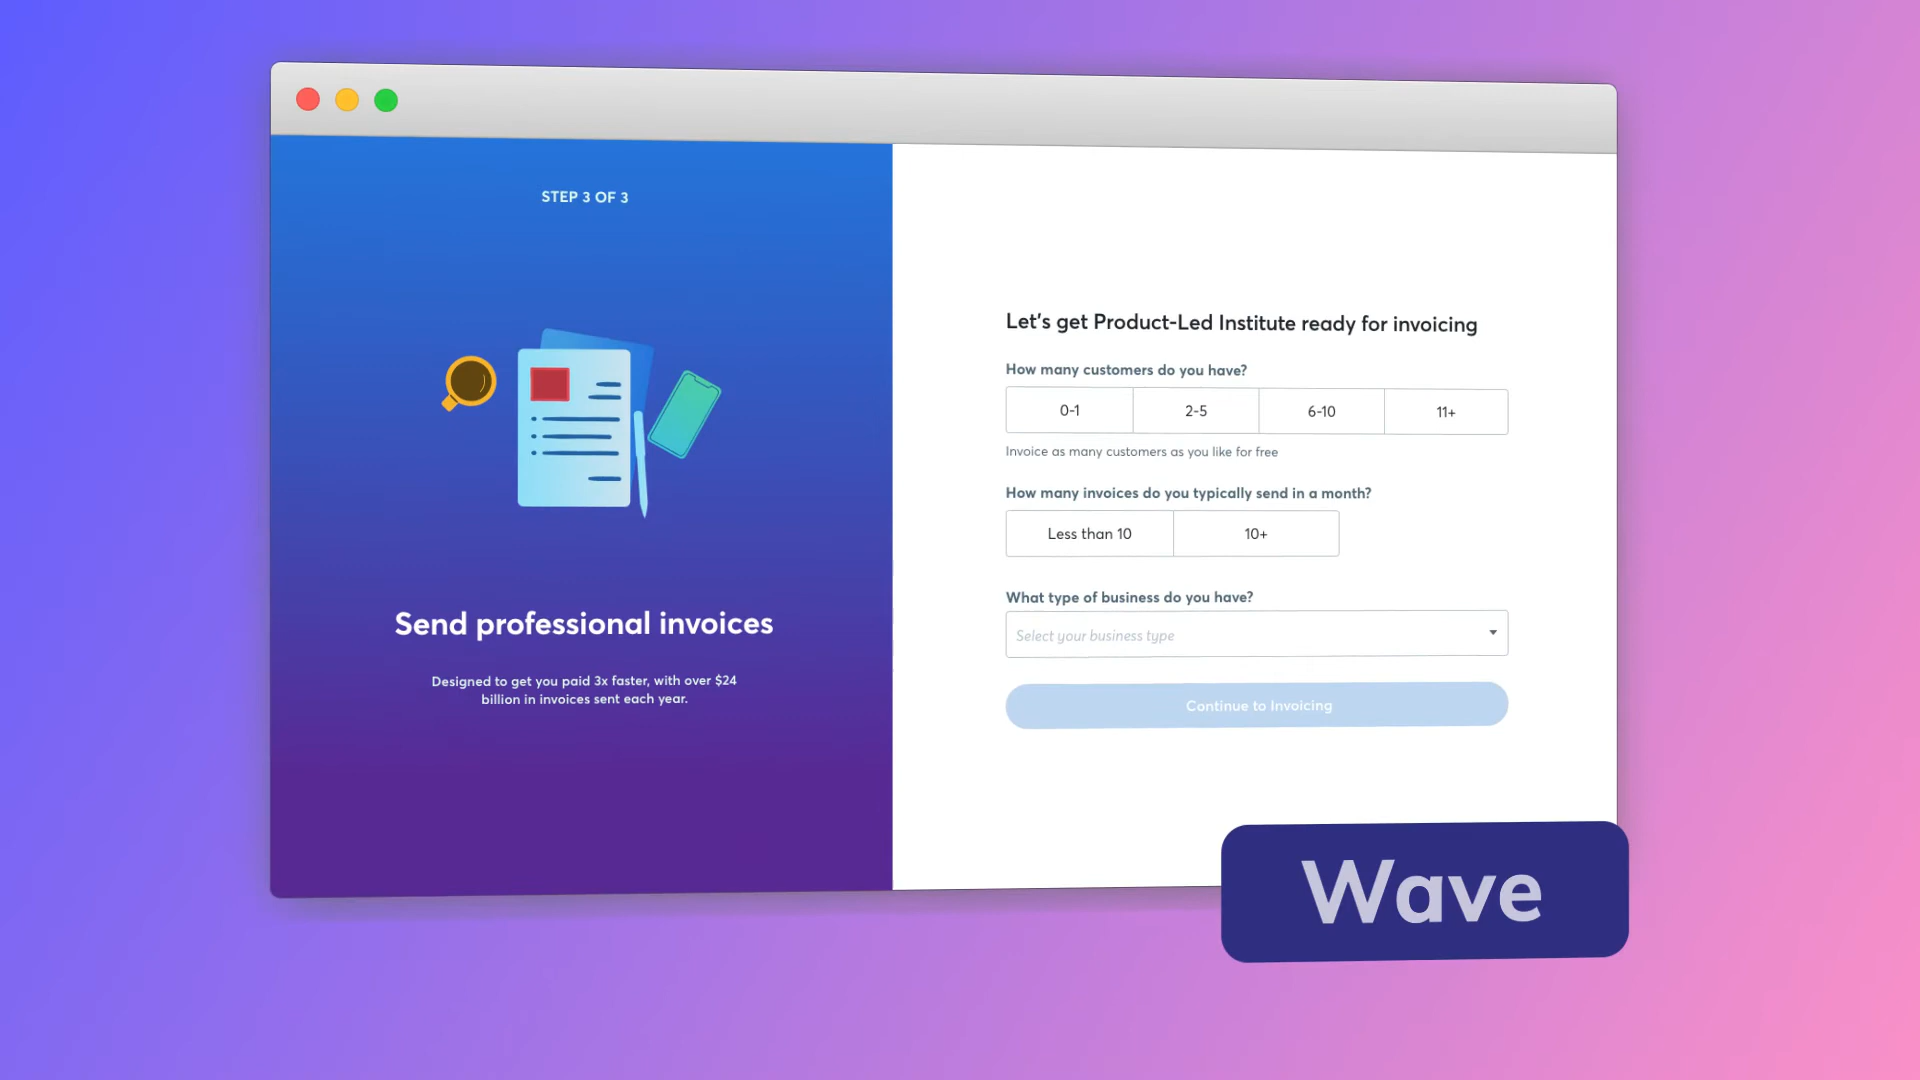 STEP 3 OF 3
Send professional invoices
Designed to get you paid 3x faster, with over $24
billion in invoices sent each year.
Let's get Product-Led Institute ready for invoicing
How many customers do you have?
0-1 2-5 6-10 11+
Invoice as many customers as you like for free
How many invoices do you typically send in a month?
Less than 10 10+
What type of business do you have?
Select your business type
Continue to Invoicing
Wave